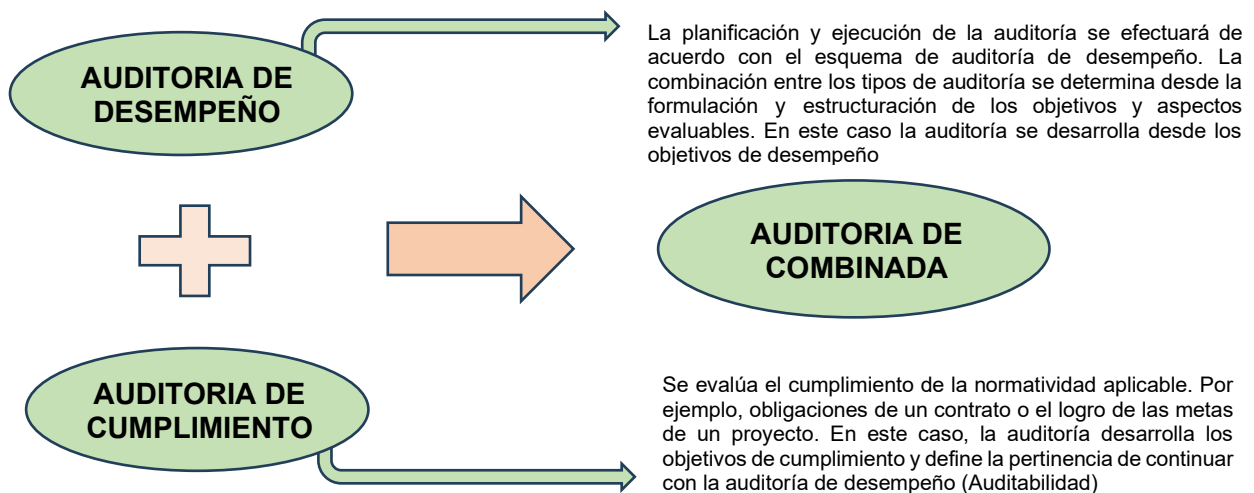 AUDITORIA DE
DESEMPEÑO
La planificación y ejecución de la auditoría se efectuará de
acuerdo con el esquema de auditoría de desempeño. La
combinación entre los tipos de auditoría se determina desde la
formulación y estructuración de los objetivos y aspectos
evaluables. En este caso la auditoría se desarrolla desde los
objetivos de desempeño
AUDITORIA DE
COMBINADA
AUDITORIA DE
CUMPLIMIENTO
Se evalúa el cumplimiento de la normatividad aplicable. Por
ejemplo, obligaciones de un contrato o el logro de las metas
de un proyecto. En este caso, la auditoría desarrolla los
objetivos de cumplimiento y define la pertinencia de continuar
con la auditoría de desempeño (Auditabilidad)